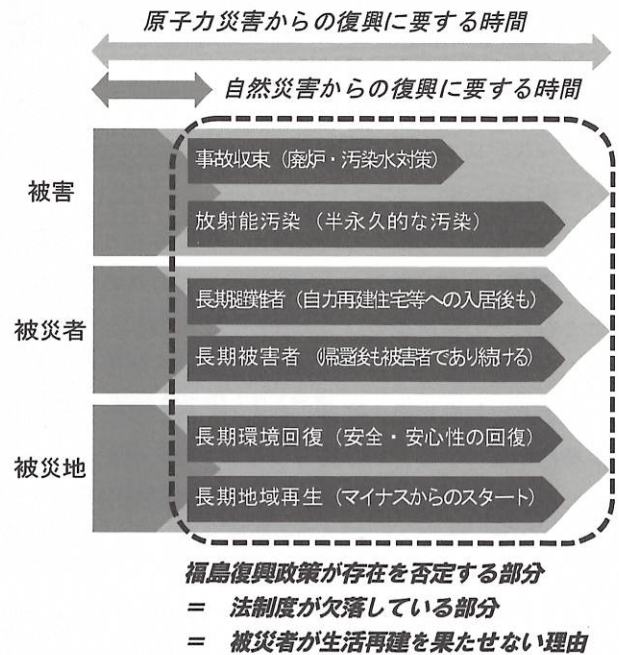 原子力災害からの復興に要する時間
自然災害からの復興に要する時間
被害
事故収束（廃炉・汚染水対策）
放射能汚染（半永久的な汚染）
被災者
長期避難者（自力再建住宅等への入居後も）
長期被害者（帰還後も被害者であり続ける）
被災地
長期環境回復（安全・安心性の回復）
長期地域再生（マイナスからのスタート）
福島復興政策が存在を否定する部分
＝ 法制度が欠落している部分
＝ 被災者が生活再建を果たせない理由